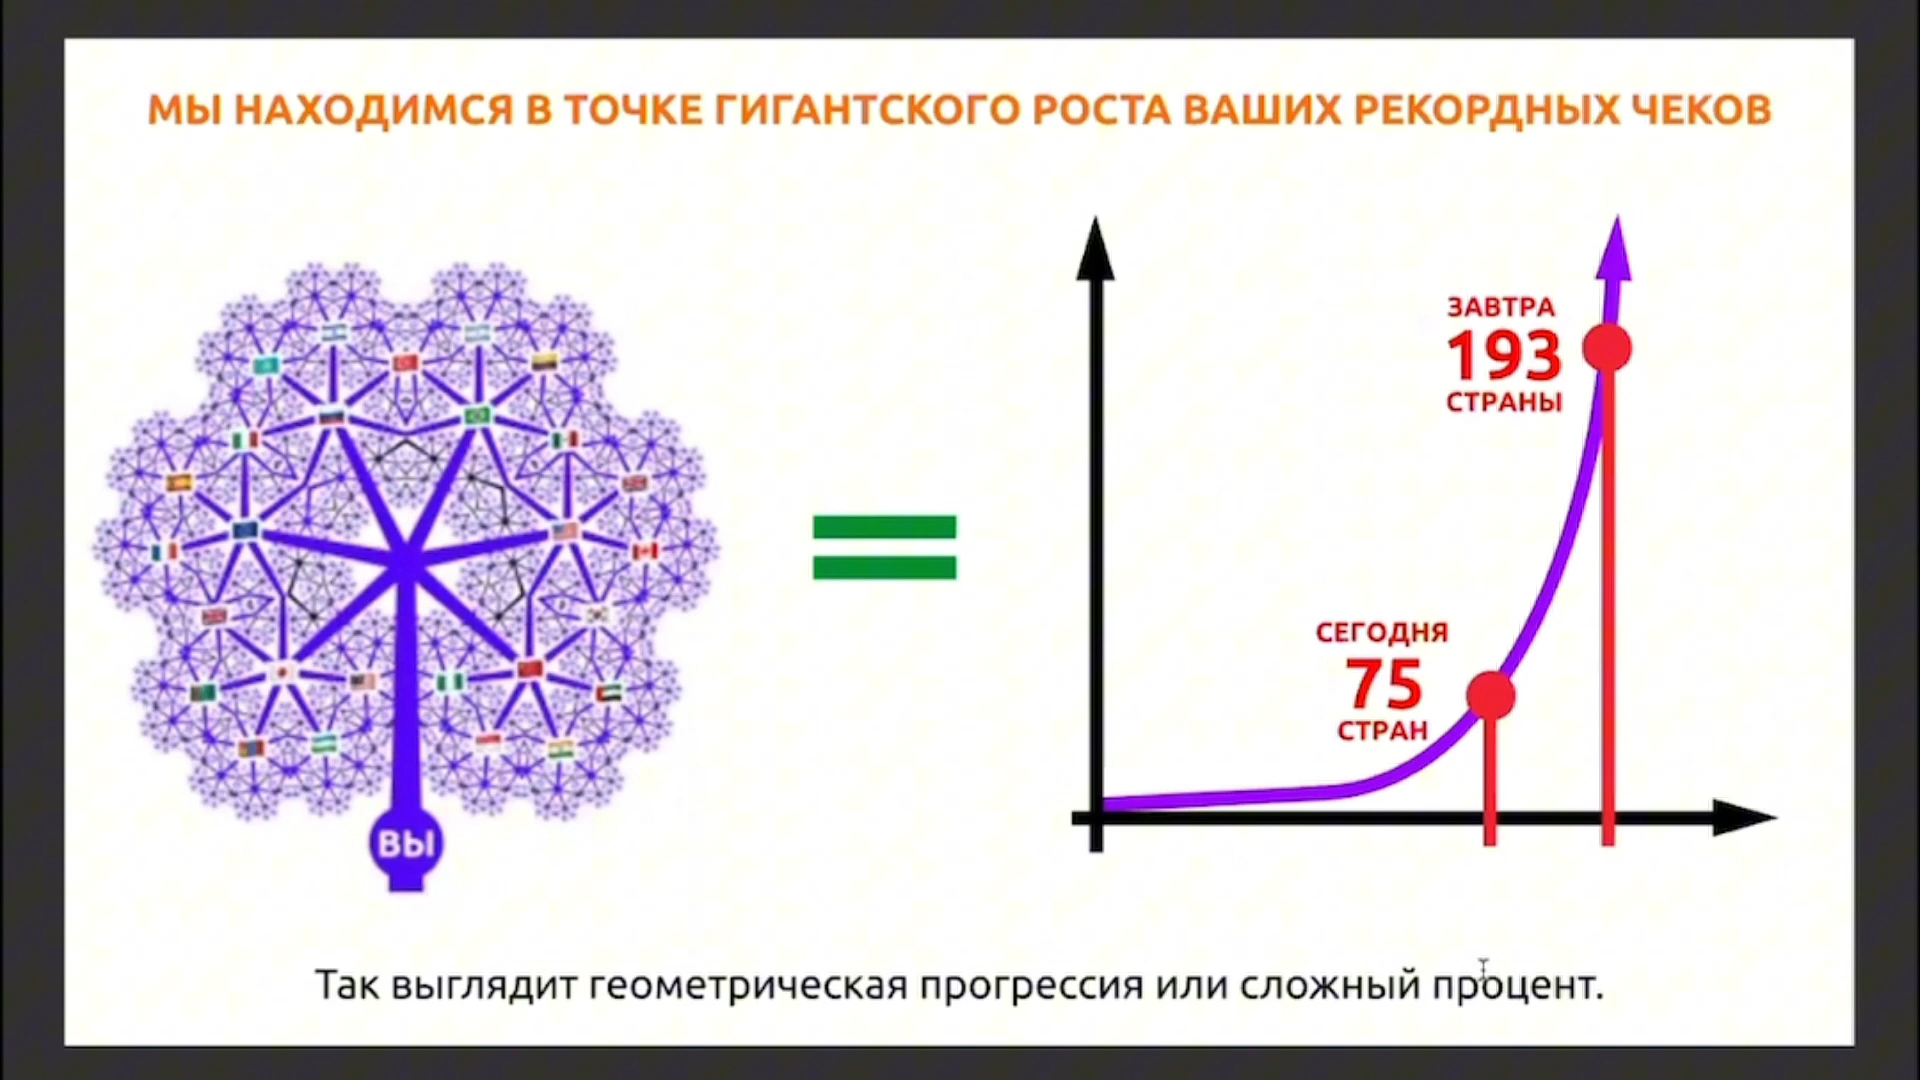 МЫ НАХОДИМСЯ В ТОЧКЕ ГИГАНТСКОГО РОСТА ВАШИХ РЕКОРДНЫХ ЧЕКОВ
ЗАВТРА
193
СТРАНЫ
СЕГОДНЯ
75
СТРАН
ВЫ
Так выглядит геометрическая прогрессия или сложный процент.